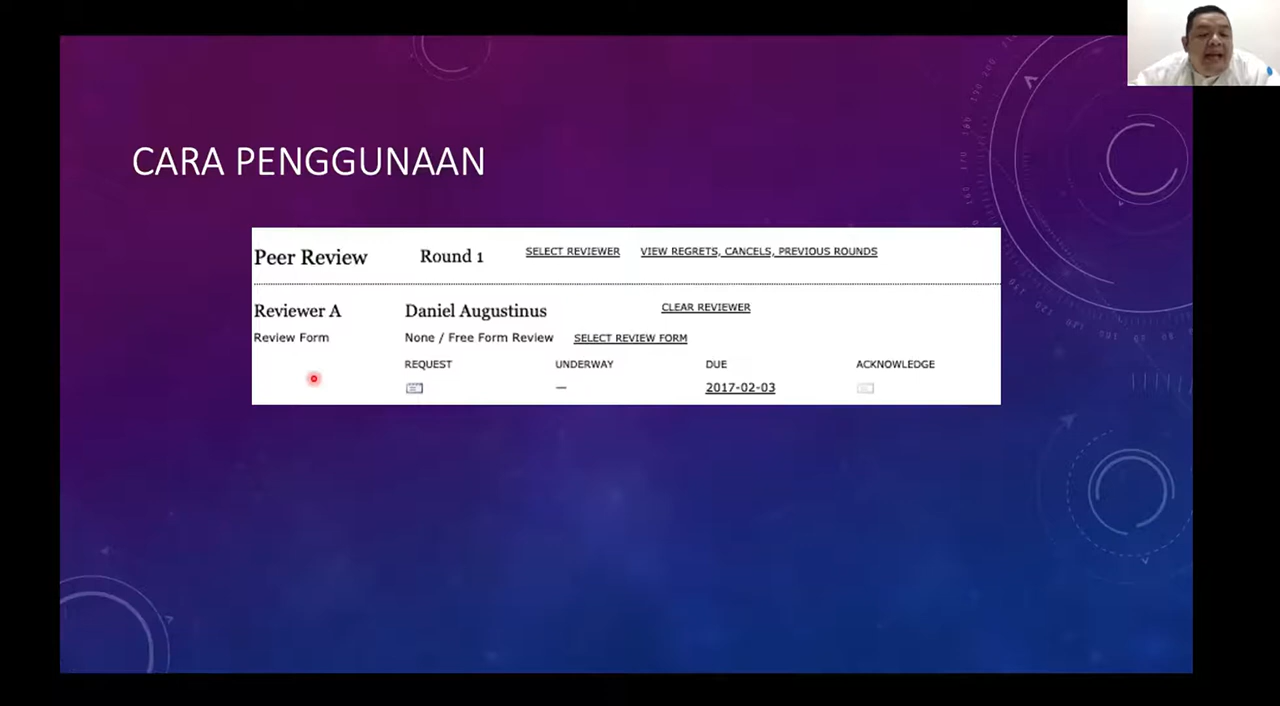 CARA PENGGUNAAN
Peer Review Round 1 SELECT REVIEWER VIEW REGRETS, CANCELS, PREVIOUS ROUNDS
Reviewer A Daniel Augustinus CLEAR REVIEWER
Review Form None / Free Form Review SELECT REVIEW FORM
REQUEST UNDERWAY DUE ACKNOWLEDGE
— 2017-02-03